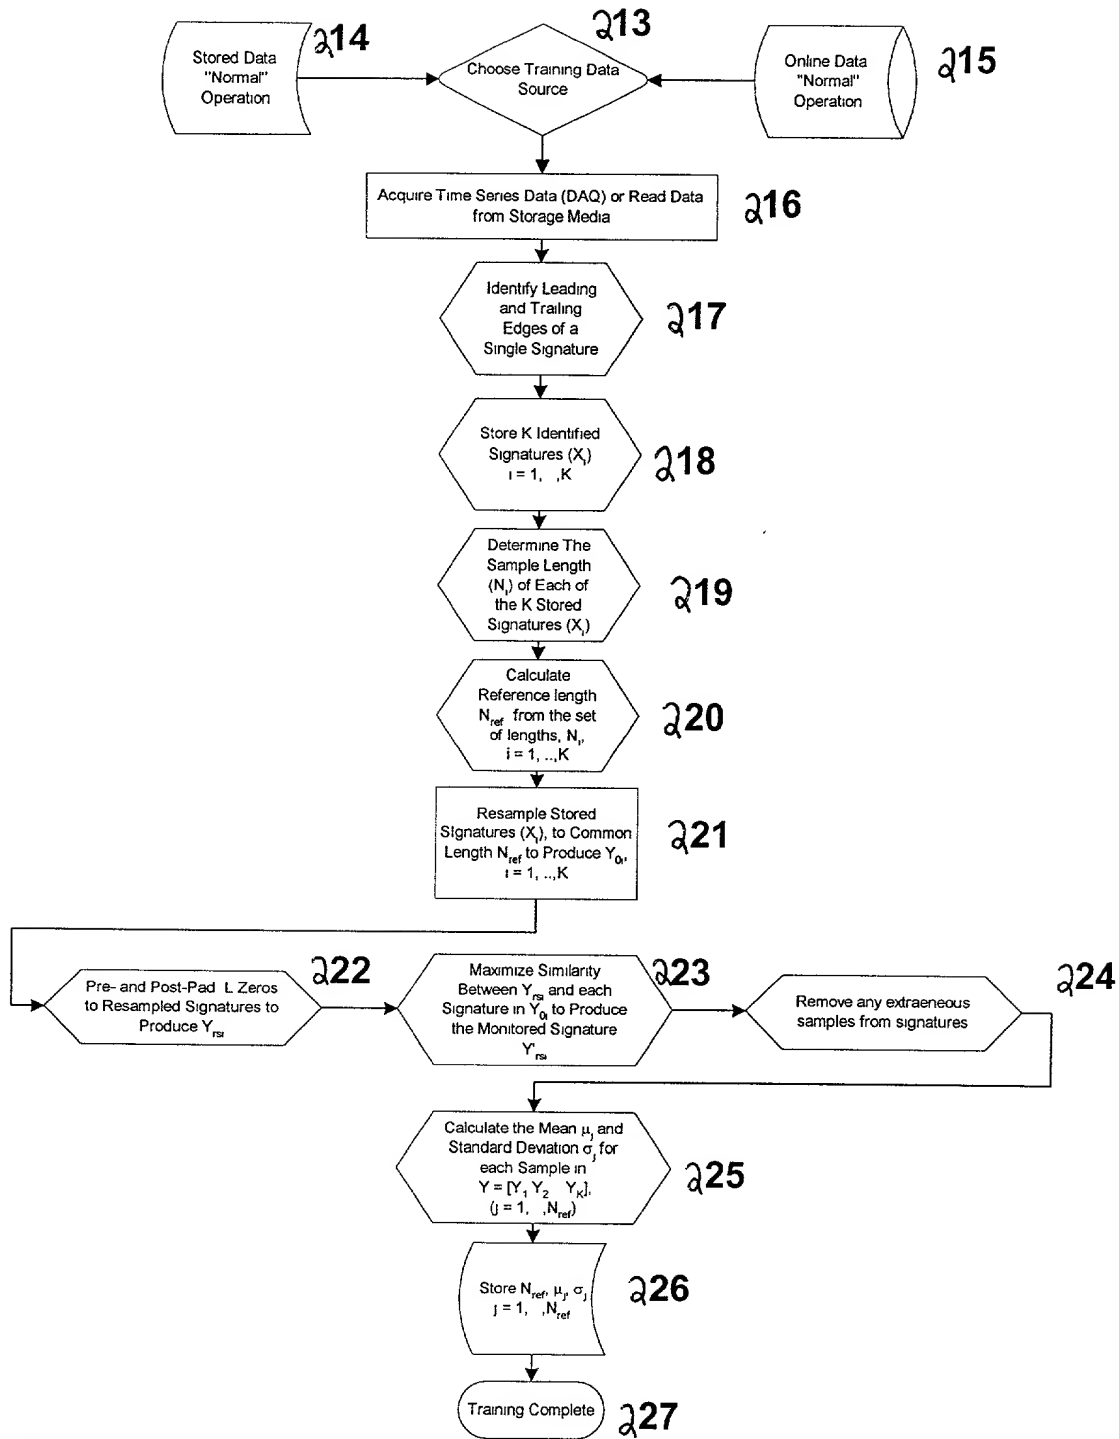 Stored Data
"Normal"
Operation
214
213
Choose Training Data
Source
Online Data
"Normal"
Operation
215
Acquire Time Series Data (DAQ) or Read Data
from Storage Media
216
Identify Leading
and Trailing
Edges of a
Single Signature
217
Store K Identified
Signatures (Xi)
i = 1, ,K
218
Determine The
Sample Length
(Ni) of Each of
the K Stored
Signatures (Xi)
219
Calculate
Reference length
Nref from the set
of lengths, Ni,
i = 1, ..,K
220
Resample Stored
Signatures (Xi), to Common
Length Nref to Produce Y0i,
i = 1, ..,K
221
Pre- and Post-Pad L Zeros
to Resampled Signatures to
Produce Yrsi
222
Maximize Similarity
Between Yrsi and each
Signature in Y0i to Produce
the Monitored Signature
Y'rsi
223
Remove any extraeneous
samples from signatures
224
Calculate the Mean μj and
Standard Deviation σj for
each Sample in
Y = [Y1 Y2 YK],
(j = 1, ,Nref)
225
Store Nref, μj, σj
j = 1, ,Nref
226
Training Complete
227